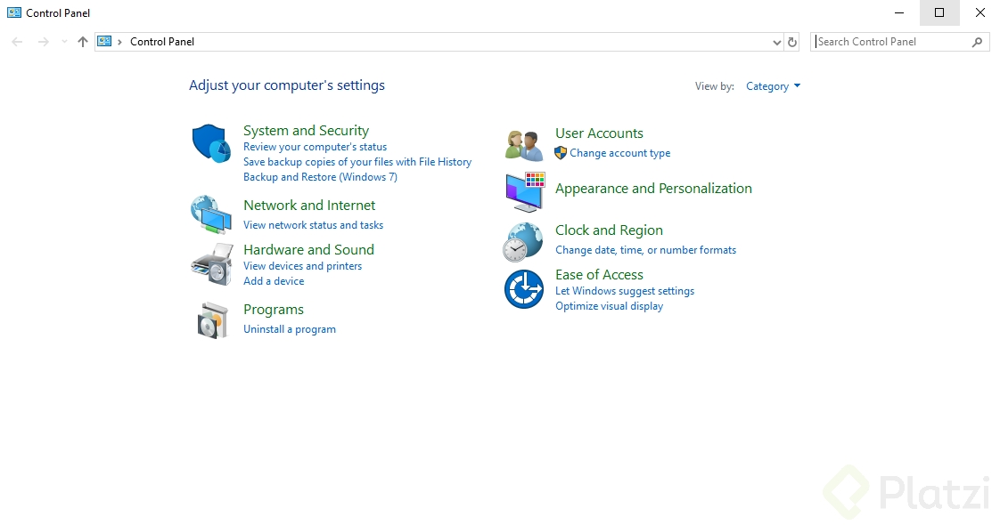 Control Panel
Control Panel
Search Control Panel
Adjust your computer's settings
View by: Category
System and Security
Review your computer's status
Save backup copies of your files with File History
Backup and Restore (Windows 7)
Network and Internet
View network status and tasks
Hardware and Sound
View devices and printers
Add a device
Programs
Uninstall a program
User Accounts
Change account type
Appearance and Personalization
Clock and Region
Change date, time, or number formats
Ease of Access
Let Windows suggest settings
Optimize visual display
Platzi